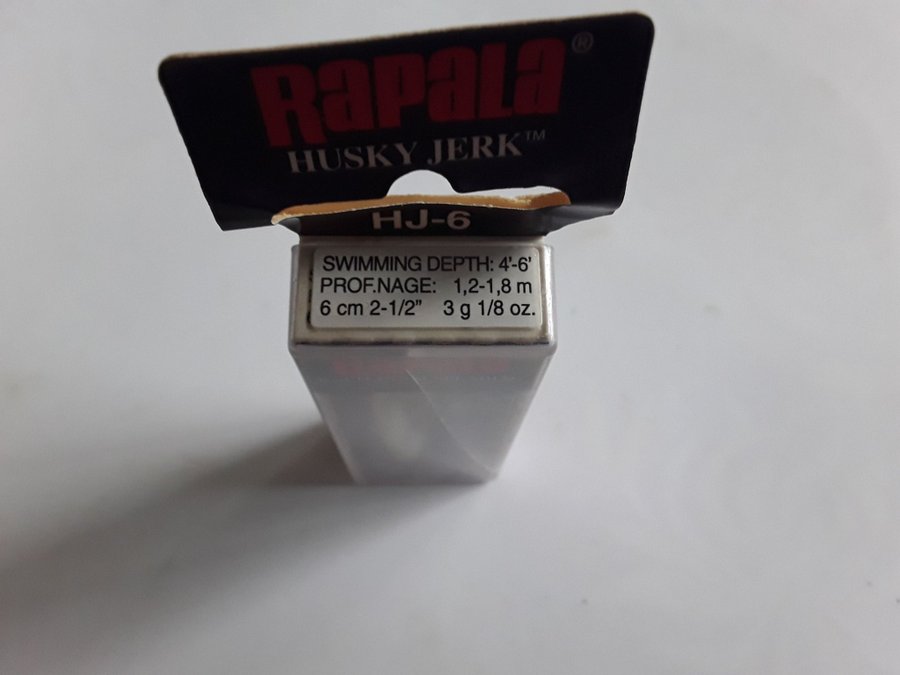 Rapala®
HUSKY JERK™
HJ-6
SWIMMING DEPTH: 4'-6'
PROF.NAGE: 1,2-1,8 m
6 cm 2-1/2" 3 g 1/8 oz.